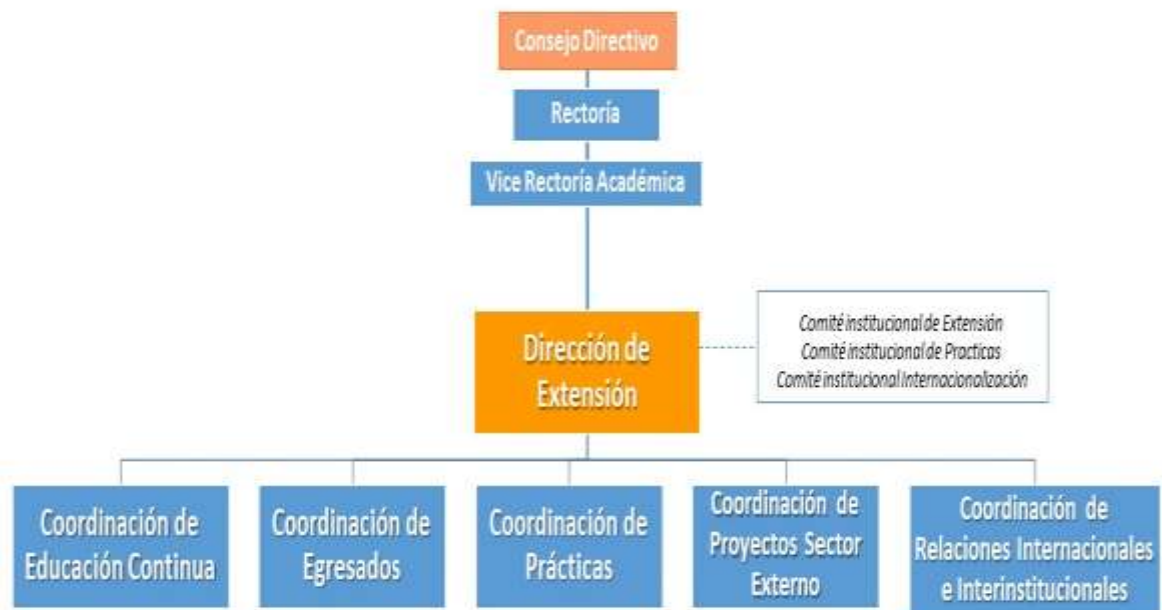 Consejo Directivo
Rectoría
Vice Rectoría Académica
Dirección de
Extensión
Comité institucional de Extensión
Comité institucional de Practicas
Comité institucional Internacionalización
Coordinación de
Educación Continua
Coordinación de
Egresados
Coordinación de
Prácticas
Coordinación de
Proyectos Sector
Externo
Coordinación de
Relaciones Internacionales
e Interinstitucionales